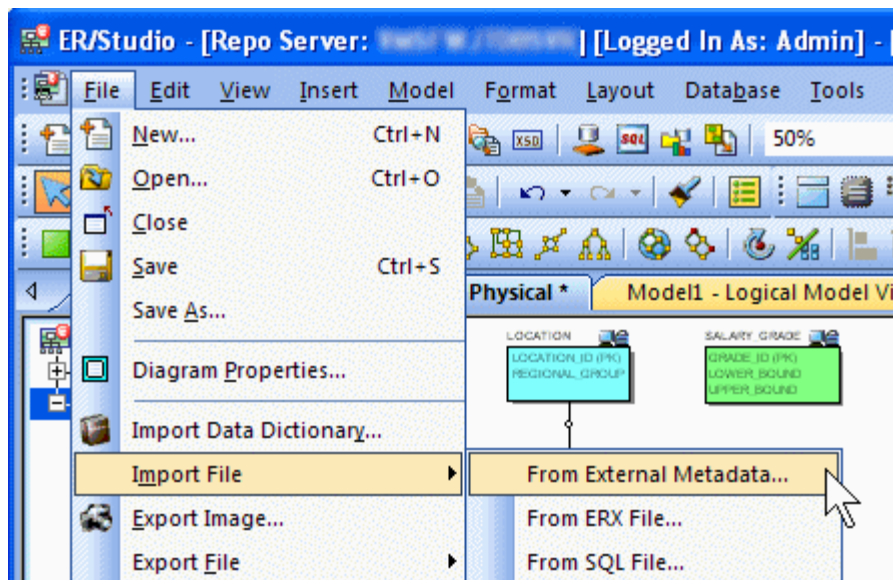 ER/Studio - [Repo Server: ] [Logged In As: Admin] - [
File Edit View Insert Model Format Layout Database Tools
New... Ctrl+N
XSD SQL 50%
Open... Ctrl+O
Close
Save Ctrl+S
Physical * Model1 - Logical Model Vi
Save As...
LOCATION SALARY_GRADE
LOCATION_ID (PK) GRADE_ID (PK)
REGIONAL_GROUP LOWER_BOUND
UPPER_BOUND
Diagram Properties...
Import Data Dictionary...
Import File From External Metadata...
Export Image... From ERX File...
Export File From SQL File...